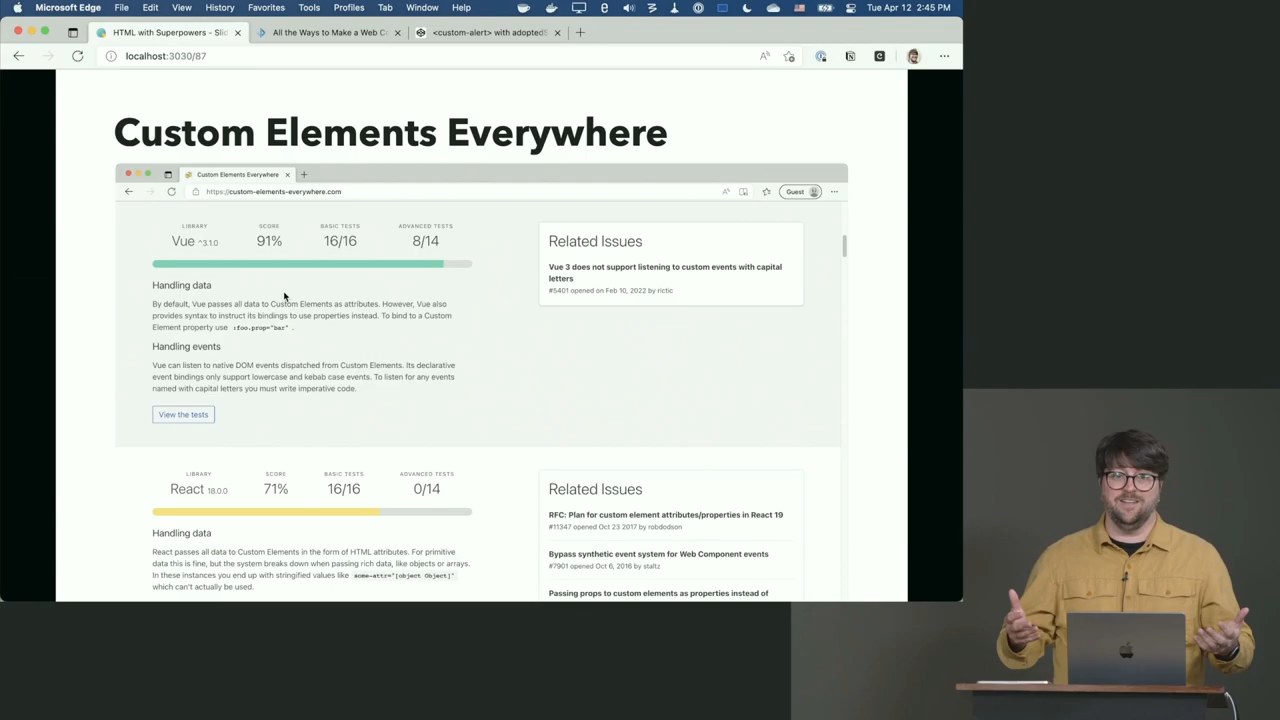 Microsoft Edge File Edit View History Favorites Tools Profiles Tab Window Help Tue Apr 12 2:45 PM
HTML with Superpowers - Slid
All the Ways to Make a Web Co
<custom-alert> with adoptedS
localhost:3030/87
Custom Elements Everywhere
Custom Elements Everywhere
https://custom-elements-everywhere.com
Guest
LIBRARY SCORE BASIC TESTS ADVANCED TESTS
Vue ^3.1.0 91% 16/16 8/14
Handling data
By default, Vue passes all data to Custom Elements as attributes. However, Vue also
provides syntax to instruct its bindings to use properties instead. To bind to a Custom
Element property use :foo.prop="bar" .
Handling events
Vue can listen to native DOM events dispatched from Custom Elements. Its declarative
event bindings only support lowercase and kebab case events. To listen for any events
named with capital letters you must write imperative code.
View the tests
Related Issues
Vue 3 does not support listening to custom events with capital
letters
#5401 opened on Feb 10, 2022 by rictic
LIBRARY SCORE BASIC TESTS ADVANCED TESTS
React 18.0.0 71% 16/16 0/14
Handling data
React passes all data to Custom Elements in the form of HTML attributes. For primitive
data this is fine, but the system breaks down when passing rich data, like objects or arrays.
In these instances you end up with stringified values like some-attr="[object Object]"
which can't actually be used.
Related Issues
RFC: Plan for custom element attributes/properties in React 19
#11347 opened Oct 23 2017 by robdodson
Bypass synthetic event system for Web Component events
#7901 opened Oct 6, 2016 by staltz
Passing props to custom elements as properties instead of